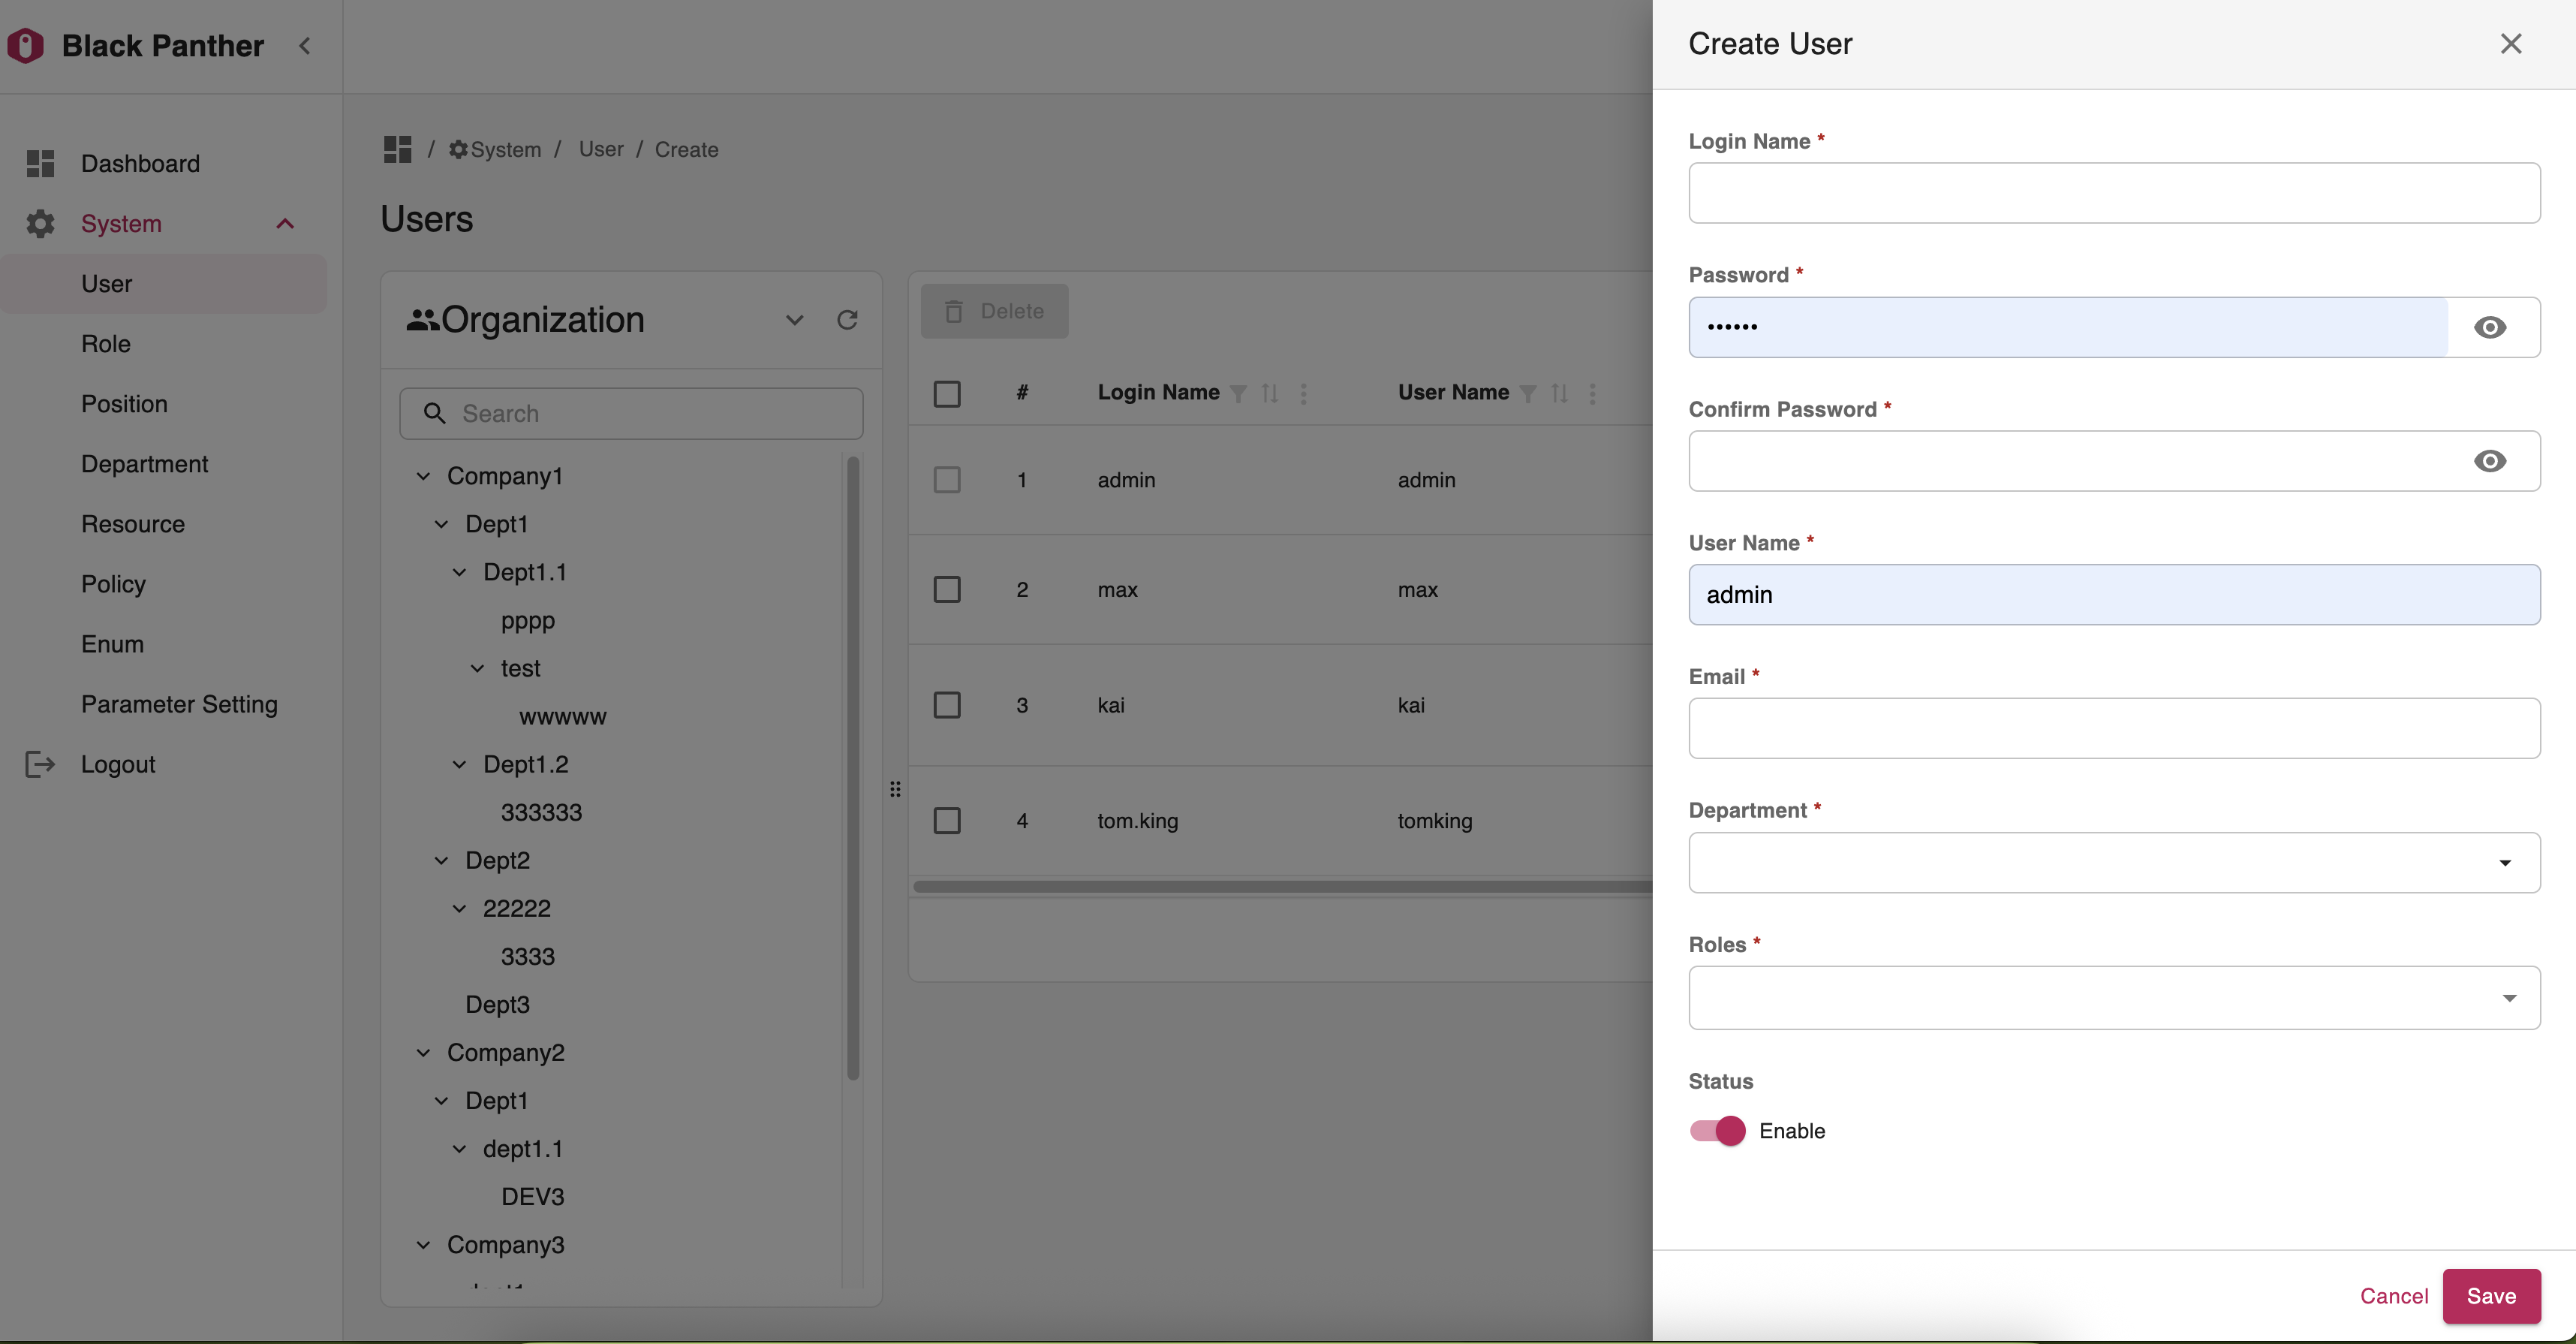 Black Panther
Dashboard
System
User
Role
Position
Department
Resource
Policy
Enum
Parameter Setting
Logout
/ System / User / Create
Users
Organization
Search
Company1
Dept1
Dept1.1
pppp
test
wwwww
Dept1.2
333333
Dept2
22222
3333
Dept3
Company2
Dept1
dept1.1
DEV3
Company3
Delete
# Login Name User Name
1 admin admin
2 max max
3 kai kai
4 tom.king tomking
Create User
Login Name *
Password *
••••••
Confirm Password *
User Name *
admin
Email *
Department *
Roles *
Status
Enable
Cancel Save